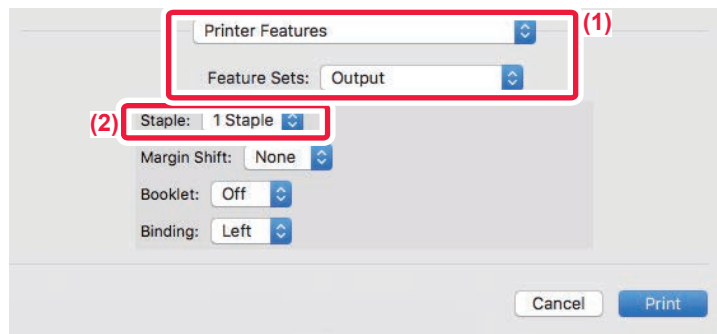 Printer Features
(1)
Feature Sets: Output
(2)
Staple: 1 Staple
Margin Shift: None
Booklet: Off
Binding: Left
Cancel Print